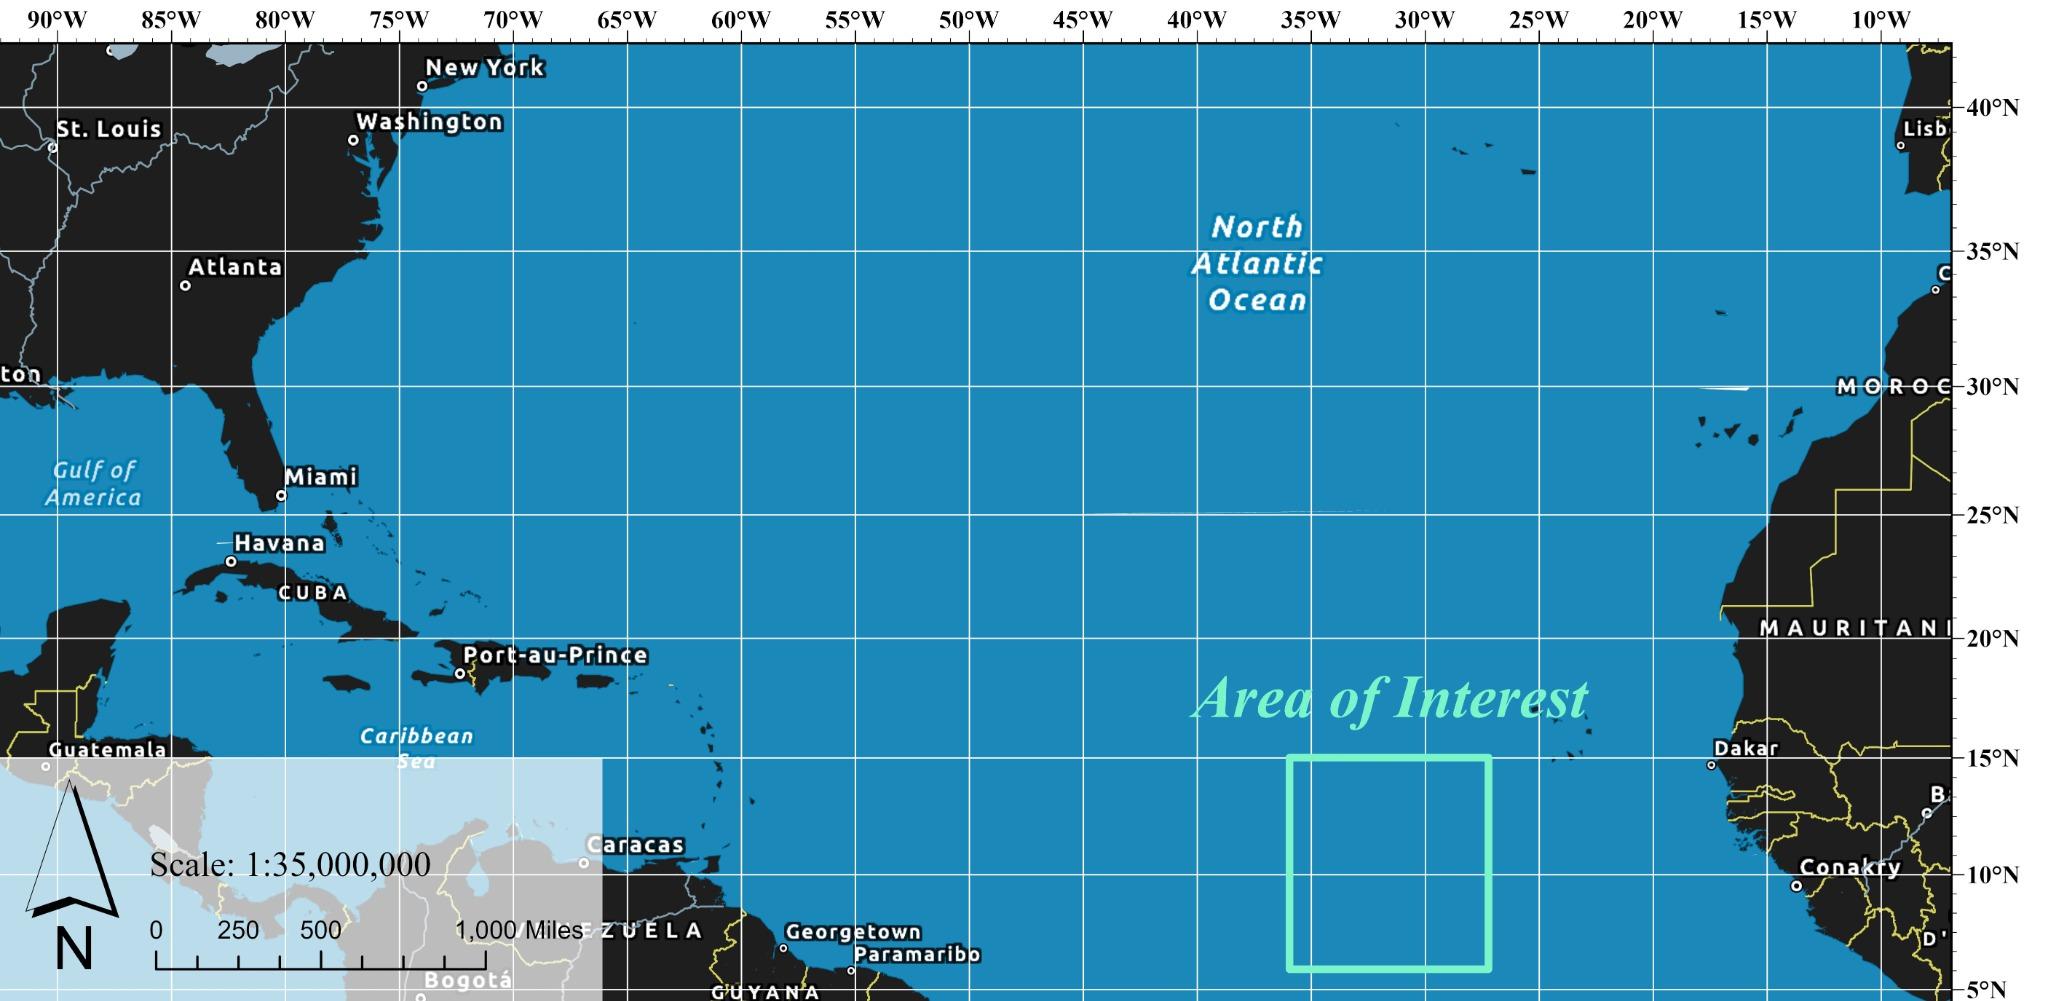 90°W 85°W 80°W 75°W 70°W 65°W 60°W 55°W 50°W 45°W 40°W 35°W 30°W 25°W 20°W 15°W 10°W
New York
40°N
Washington
St. Louis
Lisb
North
Atlantic
Ocean
35°N
Atlanta
C
ton
30°N
MOROC
Gulf of
America
Miami
25°N
Havana
CUBA
20°N
MAURITANI
Port-au-Prince
Area of Interest
Caribbean
Sea
Guatemala
Dakar
15°N
B
Caracas
Scale: 1:35,000,000
Conakry
10°N
0 250 500 1,000 Miles
VENEZUELA
Georgetown
D'
N
Paramaribo
Bogotá
GUYANA
5°N